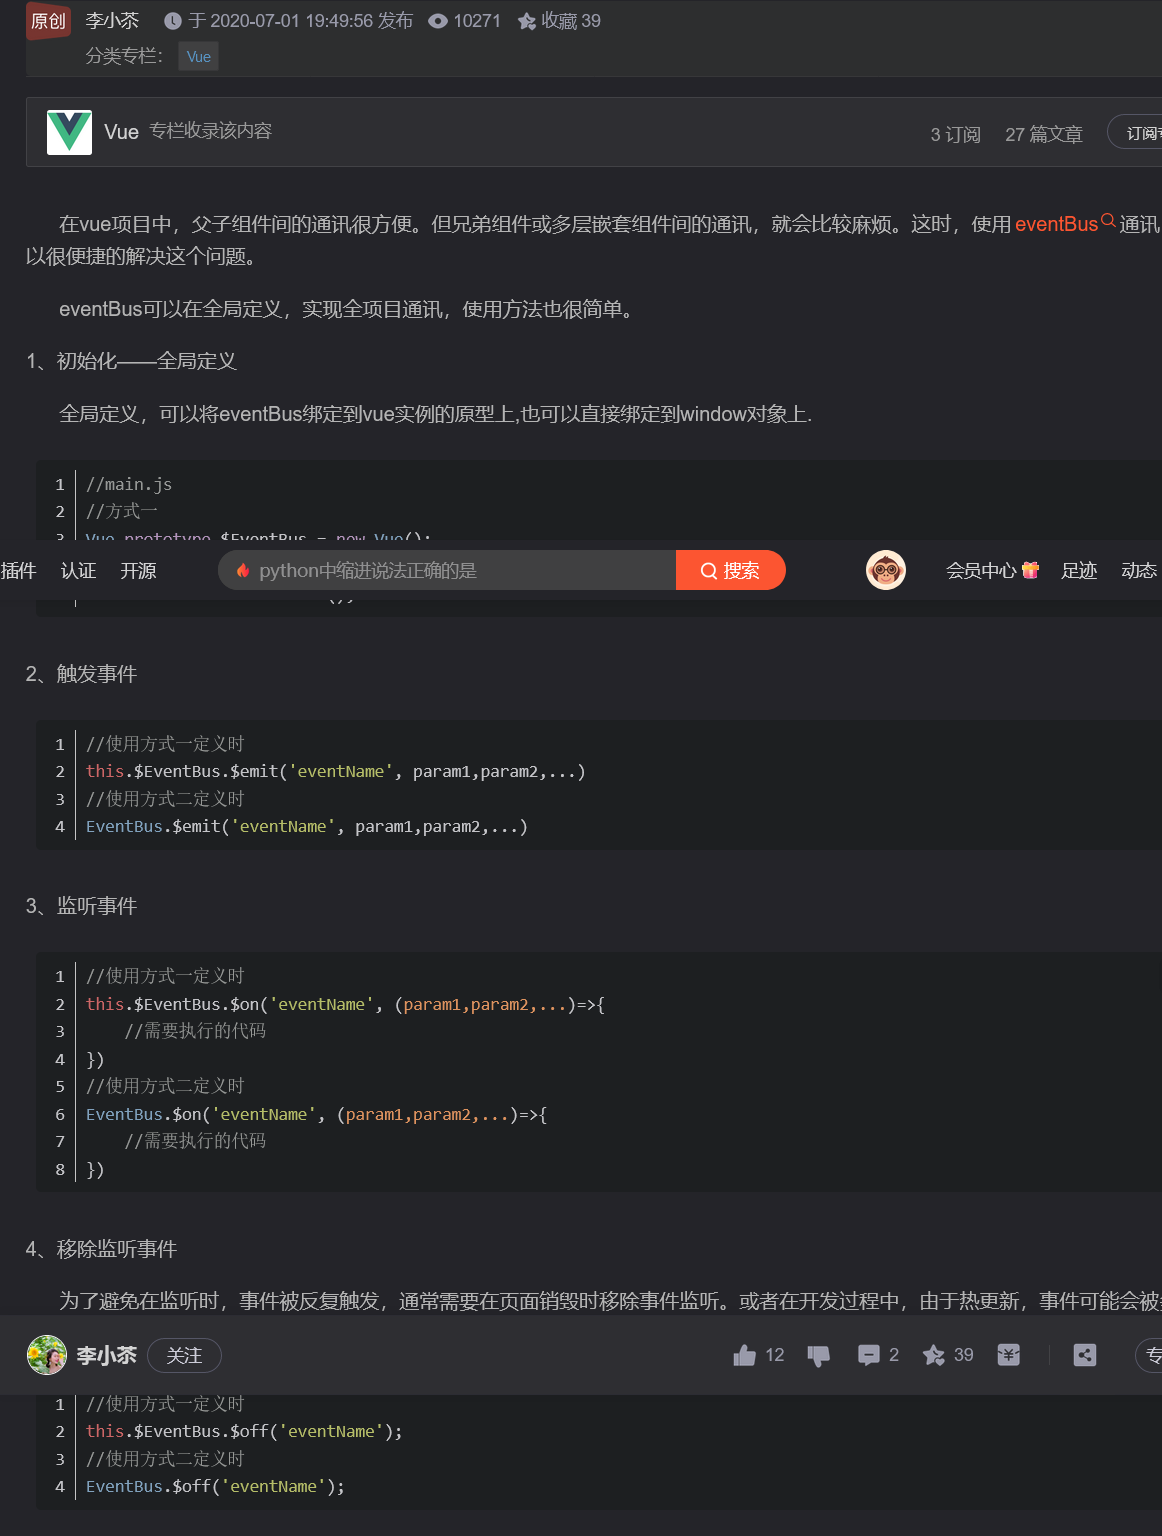 原创 李小茶 于 2020-07-01 19:49:56 发布 10271 收藏 39
分类专栏： Vue
Vue 专栏收录该内容 3 订阅 27 篇文章 订阅
在vue项目中，父子组件间的通讯很方便。但兄弟组件或多层嵌套组件间的通讯，就会比较麻烦。这时，使用 eventBus 通讯
以很便捷的解决这个问题。
eventBus可以在全局定义，实现全项目通讯，使用方法也很简单。
1、初始化——全局定义
全局定义，可以将eventBus绑定到vue实例的原型上,也可以直接绑定到window对象上.
1 //main.js
2 //方式一
3 Vue.prototype.$EventBus = new Vue();
插件 认证 开源 python中缩进说法正确的是 搜索 会员中心 足迹 动态
2、触发事件
1 //使用方式一定义时
2 this.$EventBus.$emit('eventName', param1,param2,...)
3 //使用方式二定义时
4 EventBus.$emit('eventName', param1,param2,...)
3、监听事件
1 //使用方式一定义时
2 this.$EventBus.$on('eventName', (param1,param2,...)=>{
3 //需要执行的代码
4 })
5 //使用方式二定义时
6 EventBus.$on('eventName', (param1,param2,...)=>{
7 //需要执行的代码
8 })
4、移除监听事件
为了避免在监听时，事件被反复触发，通常需要在页面销毁时移除事件监听。或者在开发过程中，由于热更新，事件可能会被
李小茶 关注 12 2 39 专
1 //使用方式一定义时
2 this.$EventBus.$off('eventName');
3 //使用方式二定义时
4 EventBus.$off('eventName');